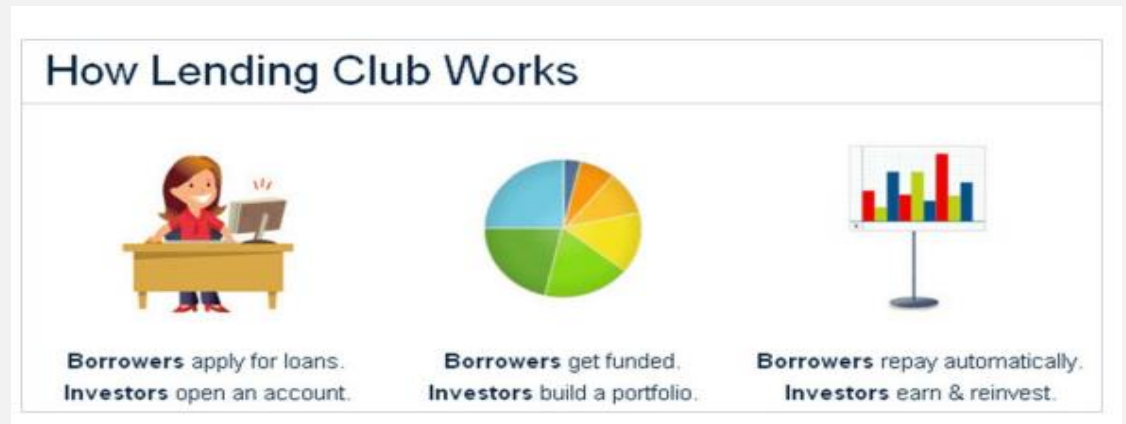 How Lending Club Works
Borrowers apply for loans.
Investors open an account.
Borrowers get funded.
Investors build a portfolio.
Borrowers repay automatically.
Investors earn & reinvest.